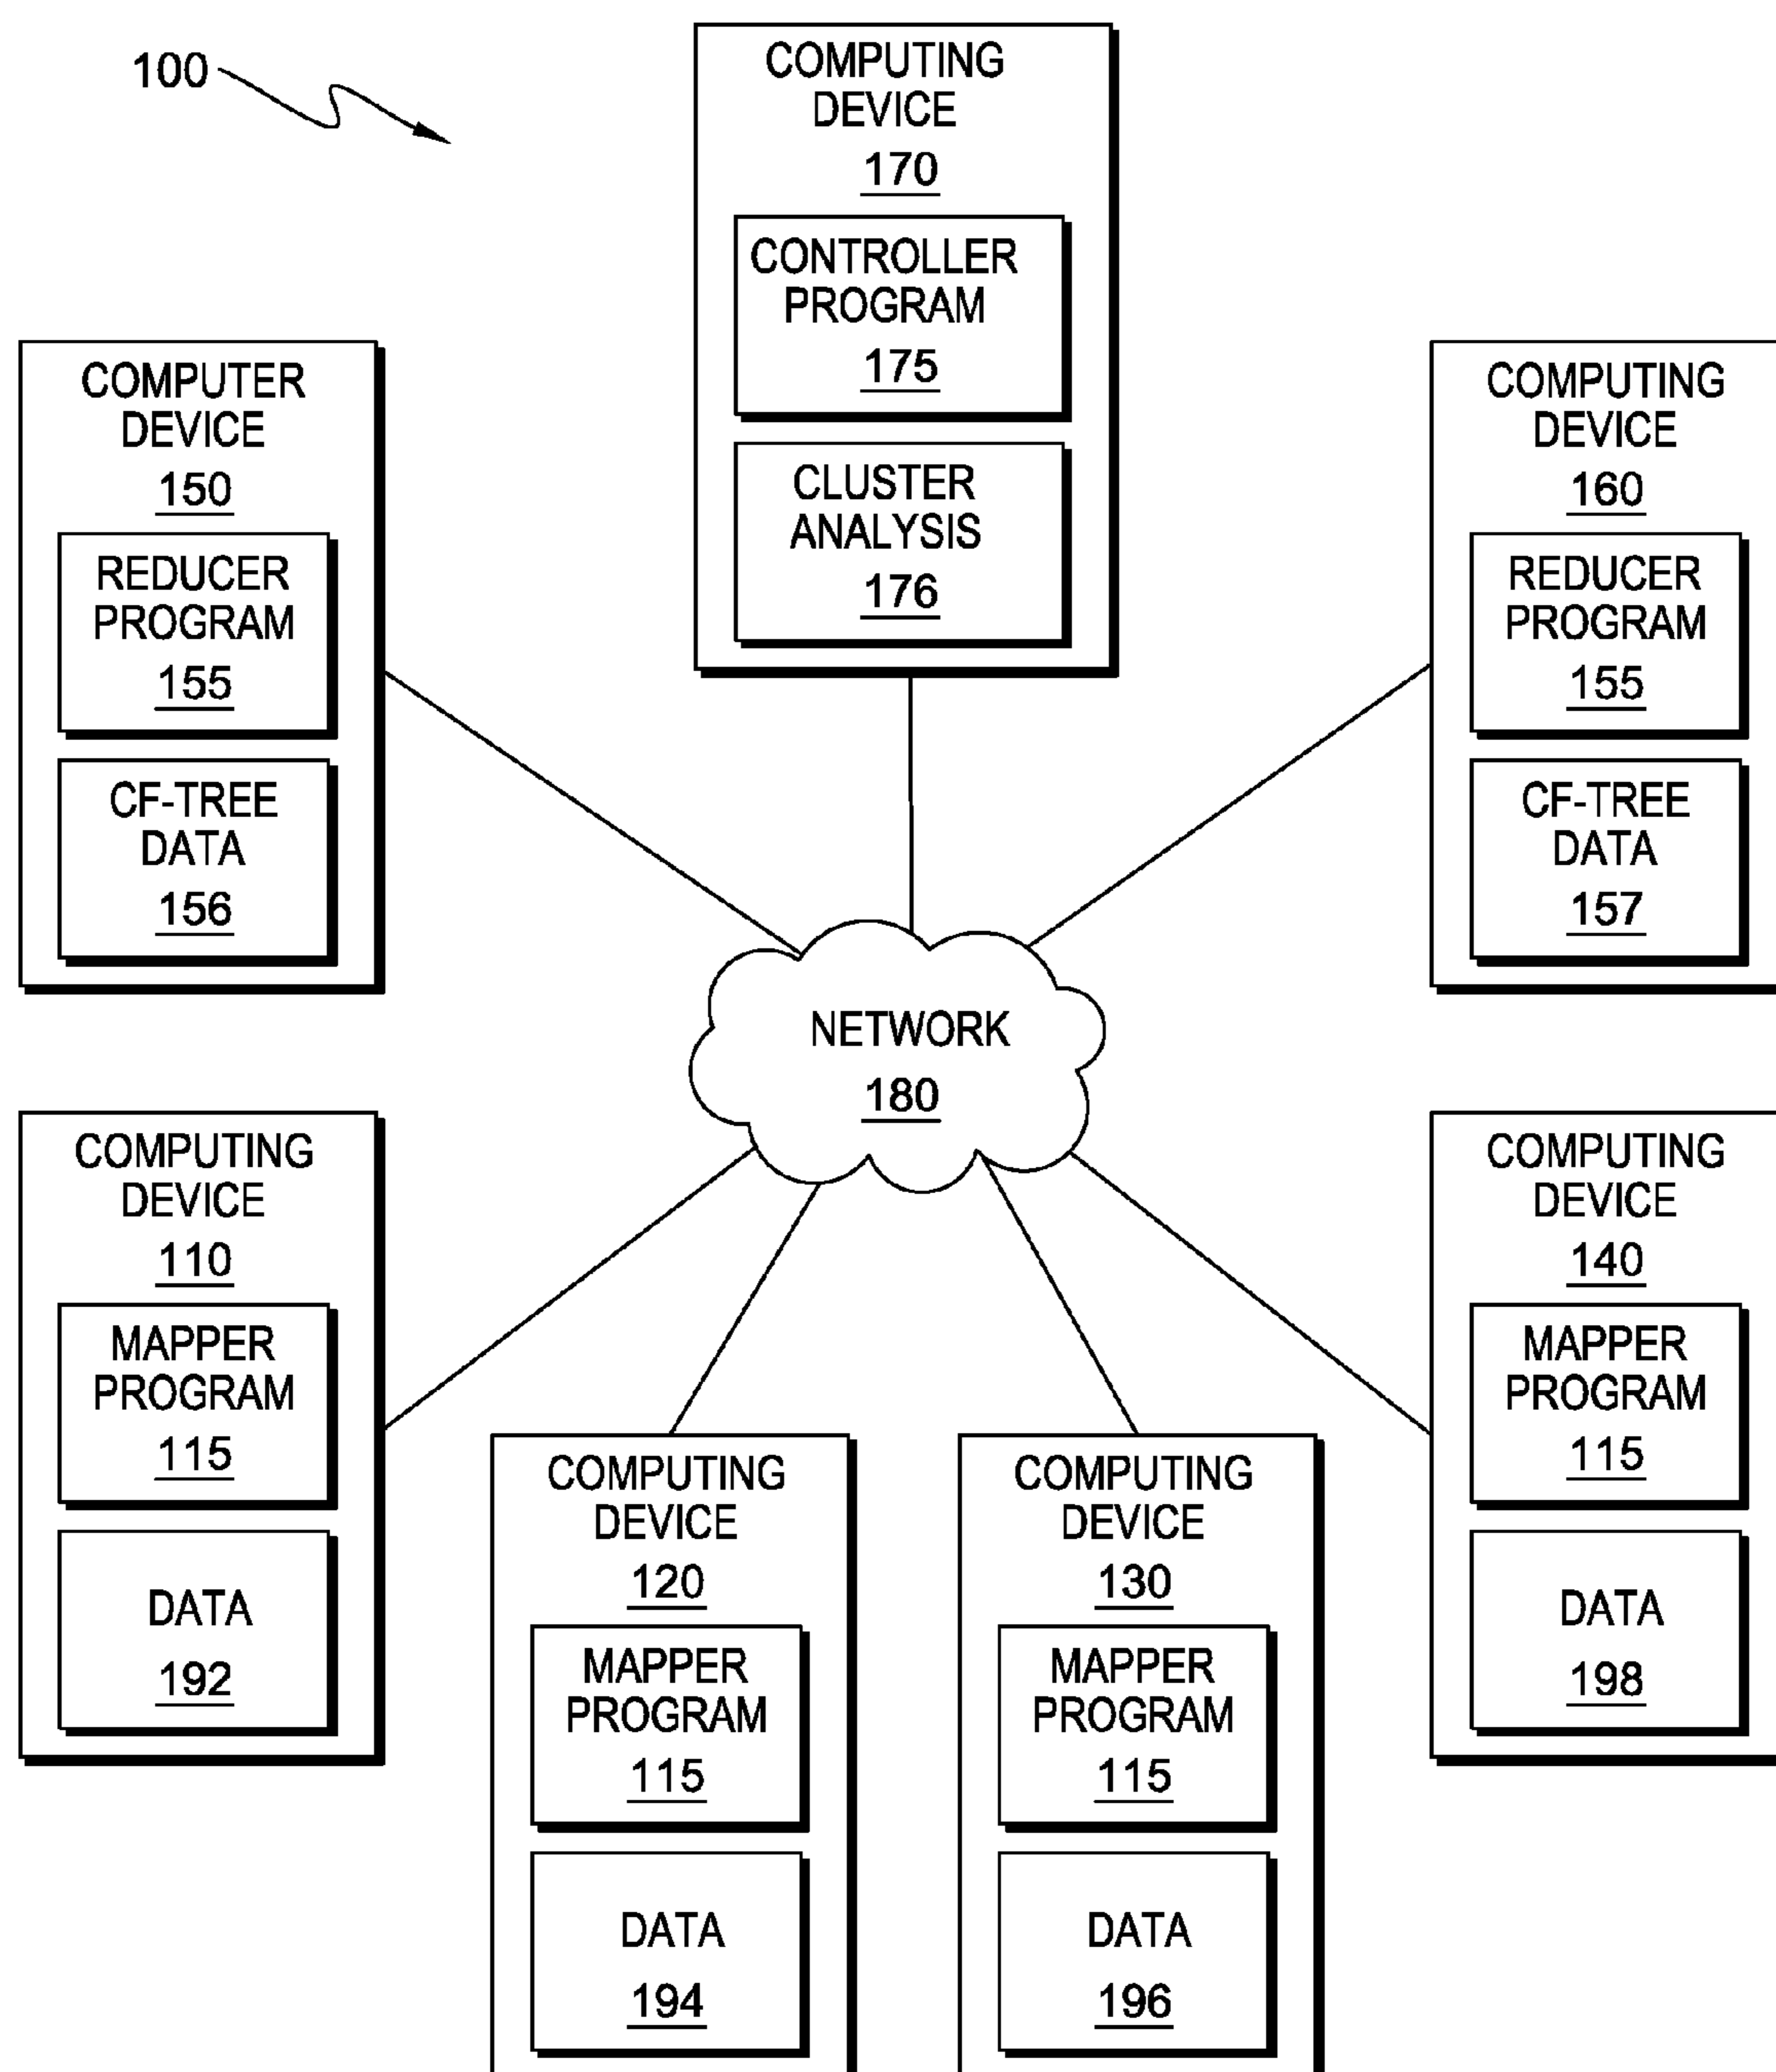 100
COMPUTING
DEVICE
170
CONTROLLER
PROGRAM
175
CLUSTER
ANALYSIS
176
COMPUTER
DEVICE
150
REDUCER
PROGRAM
155
CF-TREE
DATA
156
COMPUTING
DEVICE
160
REDUCER
PROGRAM
155
CF-TREE
DATA
157
NETWORK
180
COMPUTING
DEVICE
110
MAPPER
PROGRAM
115
DATA
192
COMPUTING
DEVICE
120
MAPPER
PROGRAM
115
DATA
194
COMPUTING
DEVICE
130
MAPPER
PROGRAM
115
DATA
196
COMPUTING
DEVICE
140
MAPPER
PROGRAM
115
DATA
198